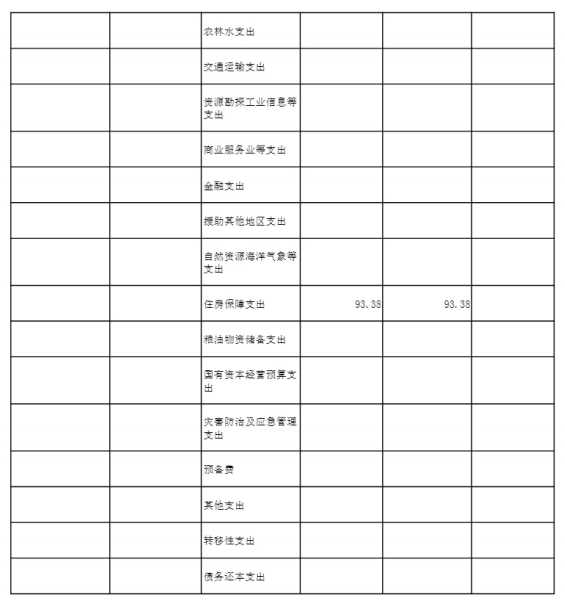 农林水支出
交通运输支出
资源勘探工业信息等
支出
商业服务业等支出
金融支出
援助其他地区支出
自然资源海洋气象等
支出
住房保障支出 93.38 93.38
粮油物资储备支出
国有资本经营预算支
出
灾害防治及应急管理
支出
预备费
其他支出
转移性支出
债务还本支出